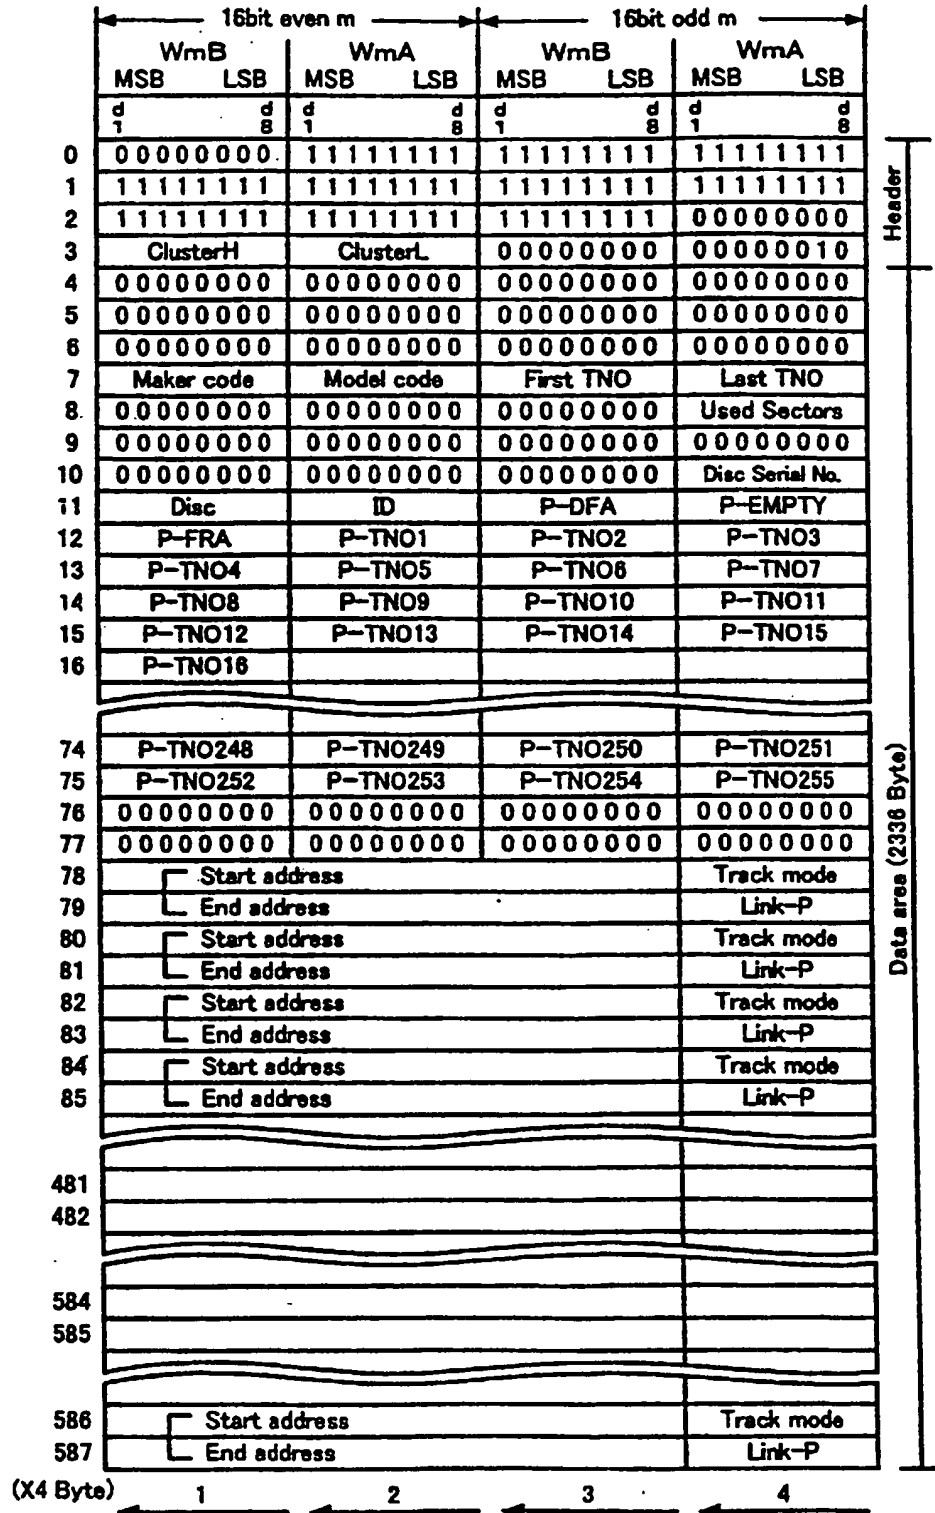 16bit even m 16bit odd m
WmB WmA WmB WmA
MSB LSB MSB LSB MSB LSB MSB LSB
d d d d d d d d
1 8 1 8 1 8 1 8
0 00000000 11111111 11111111 11111111
1 11111111 11111111 11111111 11111111
2 11111111 11111111 11111111 00000000
3 ClusterH ClusterL 00000000 00000010
4 00000000 00000000 00000000 00000000
5 00000000 00000000 00000000 00000000
6 00000000 00000000 00000000 00000000
7 Maker code Model code First TNO Last TNO
8 00000000 00000000 00000000 Used Sectors
9 00000000 00000000 00000000 00000000
10 00000000 00000000 00000000 Disc Serial No.
11 Disc ID P-DFA P-EMPTY
12 P-FRA P-TNO1 P-TNO2 P-TNO3
13 P-TNO4 P-TNO5 P-TNO6 P-TNO7
14 P-TNO8 P-TNO9 P-TNO10 P-TNO11
15 P-TNO12 P-TNO13 P-TNO14 P-TNO15
16 P-TNO16
74 P-TNO248 P-TNO249 P-TNO250 P-TNO251
75 P-TNO252 P-TNO253 P-TNO254 P-TNO255
76 00000000 00000000 00000000 00000000
77 00000000 00000000 00000000 00000000
78 Start address Track mode
79 End address Link-P
80 Start address Track mode
81 End address Link-P
82 Start address Track mode
83 End address Link-P
84 Start address Track mode
85 End address Link-P
481
482
584
585
586 Start address Track mode
587 End address Link-P
(X4 Byte) 1 2 3 4
Header
Data area (2336 Byte)